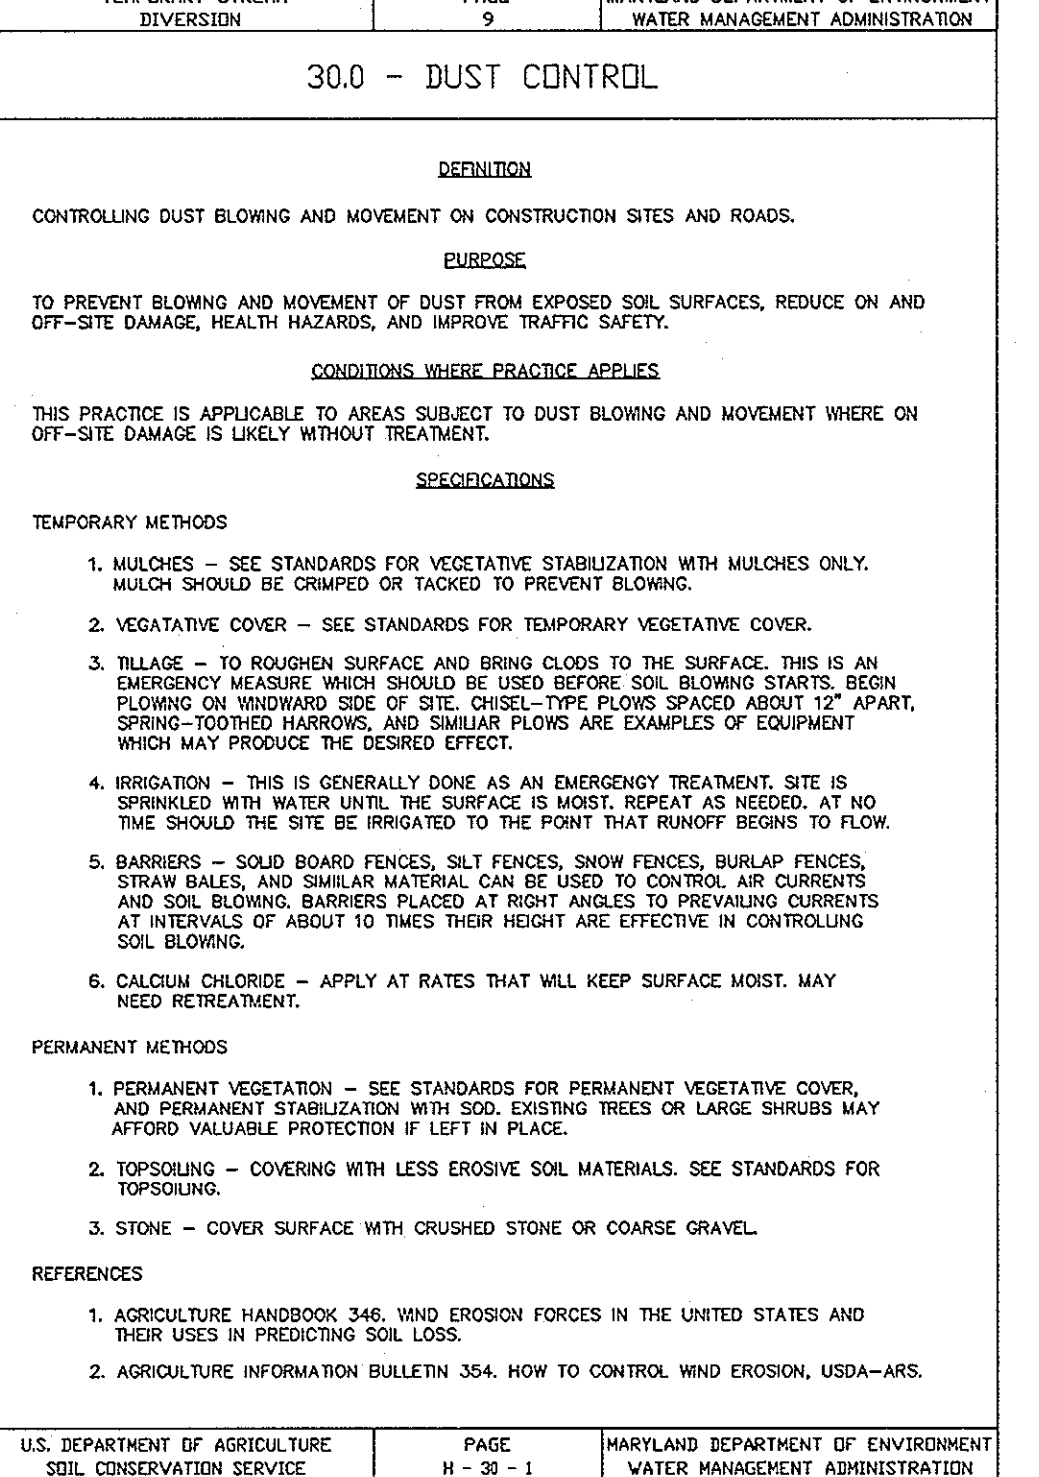 DIVERSION
9
WATER MANAGEMENT ADMINISTRATION
30.0 - DUST CONTROL
DEFINITION
CONTROLLING DUST BLOWING AND MOVEMENT ON CONSTRUCTION SITES AND ROADS.
PURPOSE
TO PREVENT BLOWING AND MOVEMENT OF DUST FROM EXPOSED SOIL SURFACES, REDUCE ON AND
OFF-SITE DAMAGE, HEALTH HAZARDS, AND IMPROVE TRAFFIC SAFETY.
CONDITIONS WHERE PRACTICE APPLIES
THIS PRACTICE IS APPLICABLE TO AREAS SUBJECT TO DUST BLOWING AND MOVEMENT WHERE ON
OFF-SITE DAMAGE IS LIKELY WITHOUT TREATMENT.
SPECIFICATIONS
TEMPORARY METHODS
1. MULCHES - SEE STANDARDS FOR VEGETATIVE STABILIZATION WITH MULCHES ONLY.
MULCH SHOULD BE CRIMPED OR TACKED TO PREVENT BLOWING.
2. VEGATATIVE COVER - SEE STANDARDS FOR TEMPORARY VEGETATIVE COVER.
3. TILLAGE - TO ROUGHEN SURFACE AND BRING CLODS TO THE SURFACE. THIS IS AN
EMERGENCY MEASURE WHICH SHOULD BE USED BEFORE SOIL BLOWING STARTS. BEGIN
PLOWING ON WINDWARD SIDE OF SITE. CHISEL-TYPE PLOWS SPACED ABOUT 12" APART,
SPRING-TOOTHED HARROWS, AND SIMILIAR PLOWS ARE EXAMPLES OF EQUIPMENT
WHICH MAY PRODUCE THE DESIRED EFFECT.
4. IRRIGATION - THIS IS GENERALLY DONE AS AN EMERGENGY TREATMENT. SITE IS
SPRINKLED WITH WATER UNTIL THE SURFACE IS MOIST. REPEAT AS NEEDED. AT NO
TIME SHOULD THE SITE BE IRRIGATED TO THE POINT THAT RUNOFF BEGINS TO FLOW.
5. BARRIERS - SOLID BOARD FENCES, SILT FENCES, SNOW FENCES, BURLAP FENCES,
STRAW BALES, AND SIMIILAR MATERIAL CAN BE USED TO CONTROL AIR CURRENTS
AND SOIL BLOWING. BARRIERS PLACED AT RIGHT ANGLES TO PREVAILING CURRENTS
AT INTERVALS OF ABOUT 10 TIMES THEIR HEIGHT ARE EFFECTIVE IN CONTROLLING
SOIL BLOWING.
6. CALCIUM CHLORIDE - APPLY AT RATES THAT WILL KEEP SURFACE MOIST. MAY
NEED RETREATMENT.
PERMANENT METHODS
1. PERMANENT VEGETATION - SEE STANDARDS FOR PERMANENT VEGETATIVE COVER,
AND PERMANENT STABILIZATION WITH SOD. EXISTING TREES OR LARGE SHRUBS MAY
AFFORD VALUABLE PROTECTION IF LEFT IN PLACE.
2. TOPSOILING - COVERING WITH LESS EROSIVE SOIL MATERIALS. SEE STANDARDS FOR
TOPSOILING.
3. STONE - COVER SURFACE WITH CRUSHED STONE OR COARSE GRAVEL.
REFERENCES
1. AGRICULTURE HANDBOOK 346. WIND EROSION FORCES IN THE UNITED STATES AND
THEIR USES IN PREDICTING SOIL LOSS.
2. AGRICULTURE INFORMATION BULLETIN 354. HOW TO CONTROL WIND EROSION, USDA-ARS.
U.S. DEPARTMENT OF AGRICULTURE
SOIL CONSERVATION SERVICE
PAGE
H - 30 - 1
MARYLAND DEPARTMENT OF ENVIRONMENT
WATER MANAGEMENT ADMINISTRATION